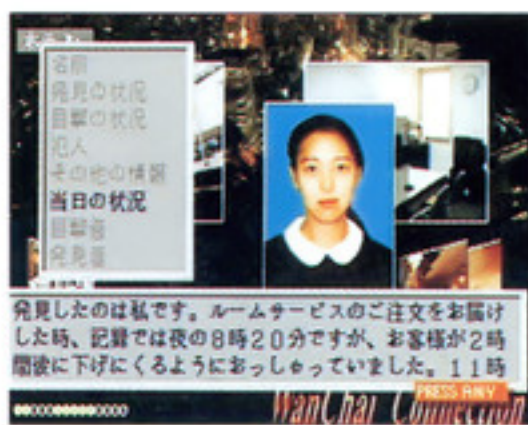 名前
発見の状況
目撃の状況
犯人
その他の情報
当日の状況
目撃者
発見者
発見したのは私です。ルームサービスのご注文をお届け
した時、記録では夜の8時20分ですが、お客様が2時
間後に下げにくるようにおっしゃっていました。11時
PRESS ANY
WanChai Connection